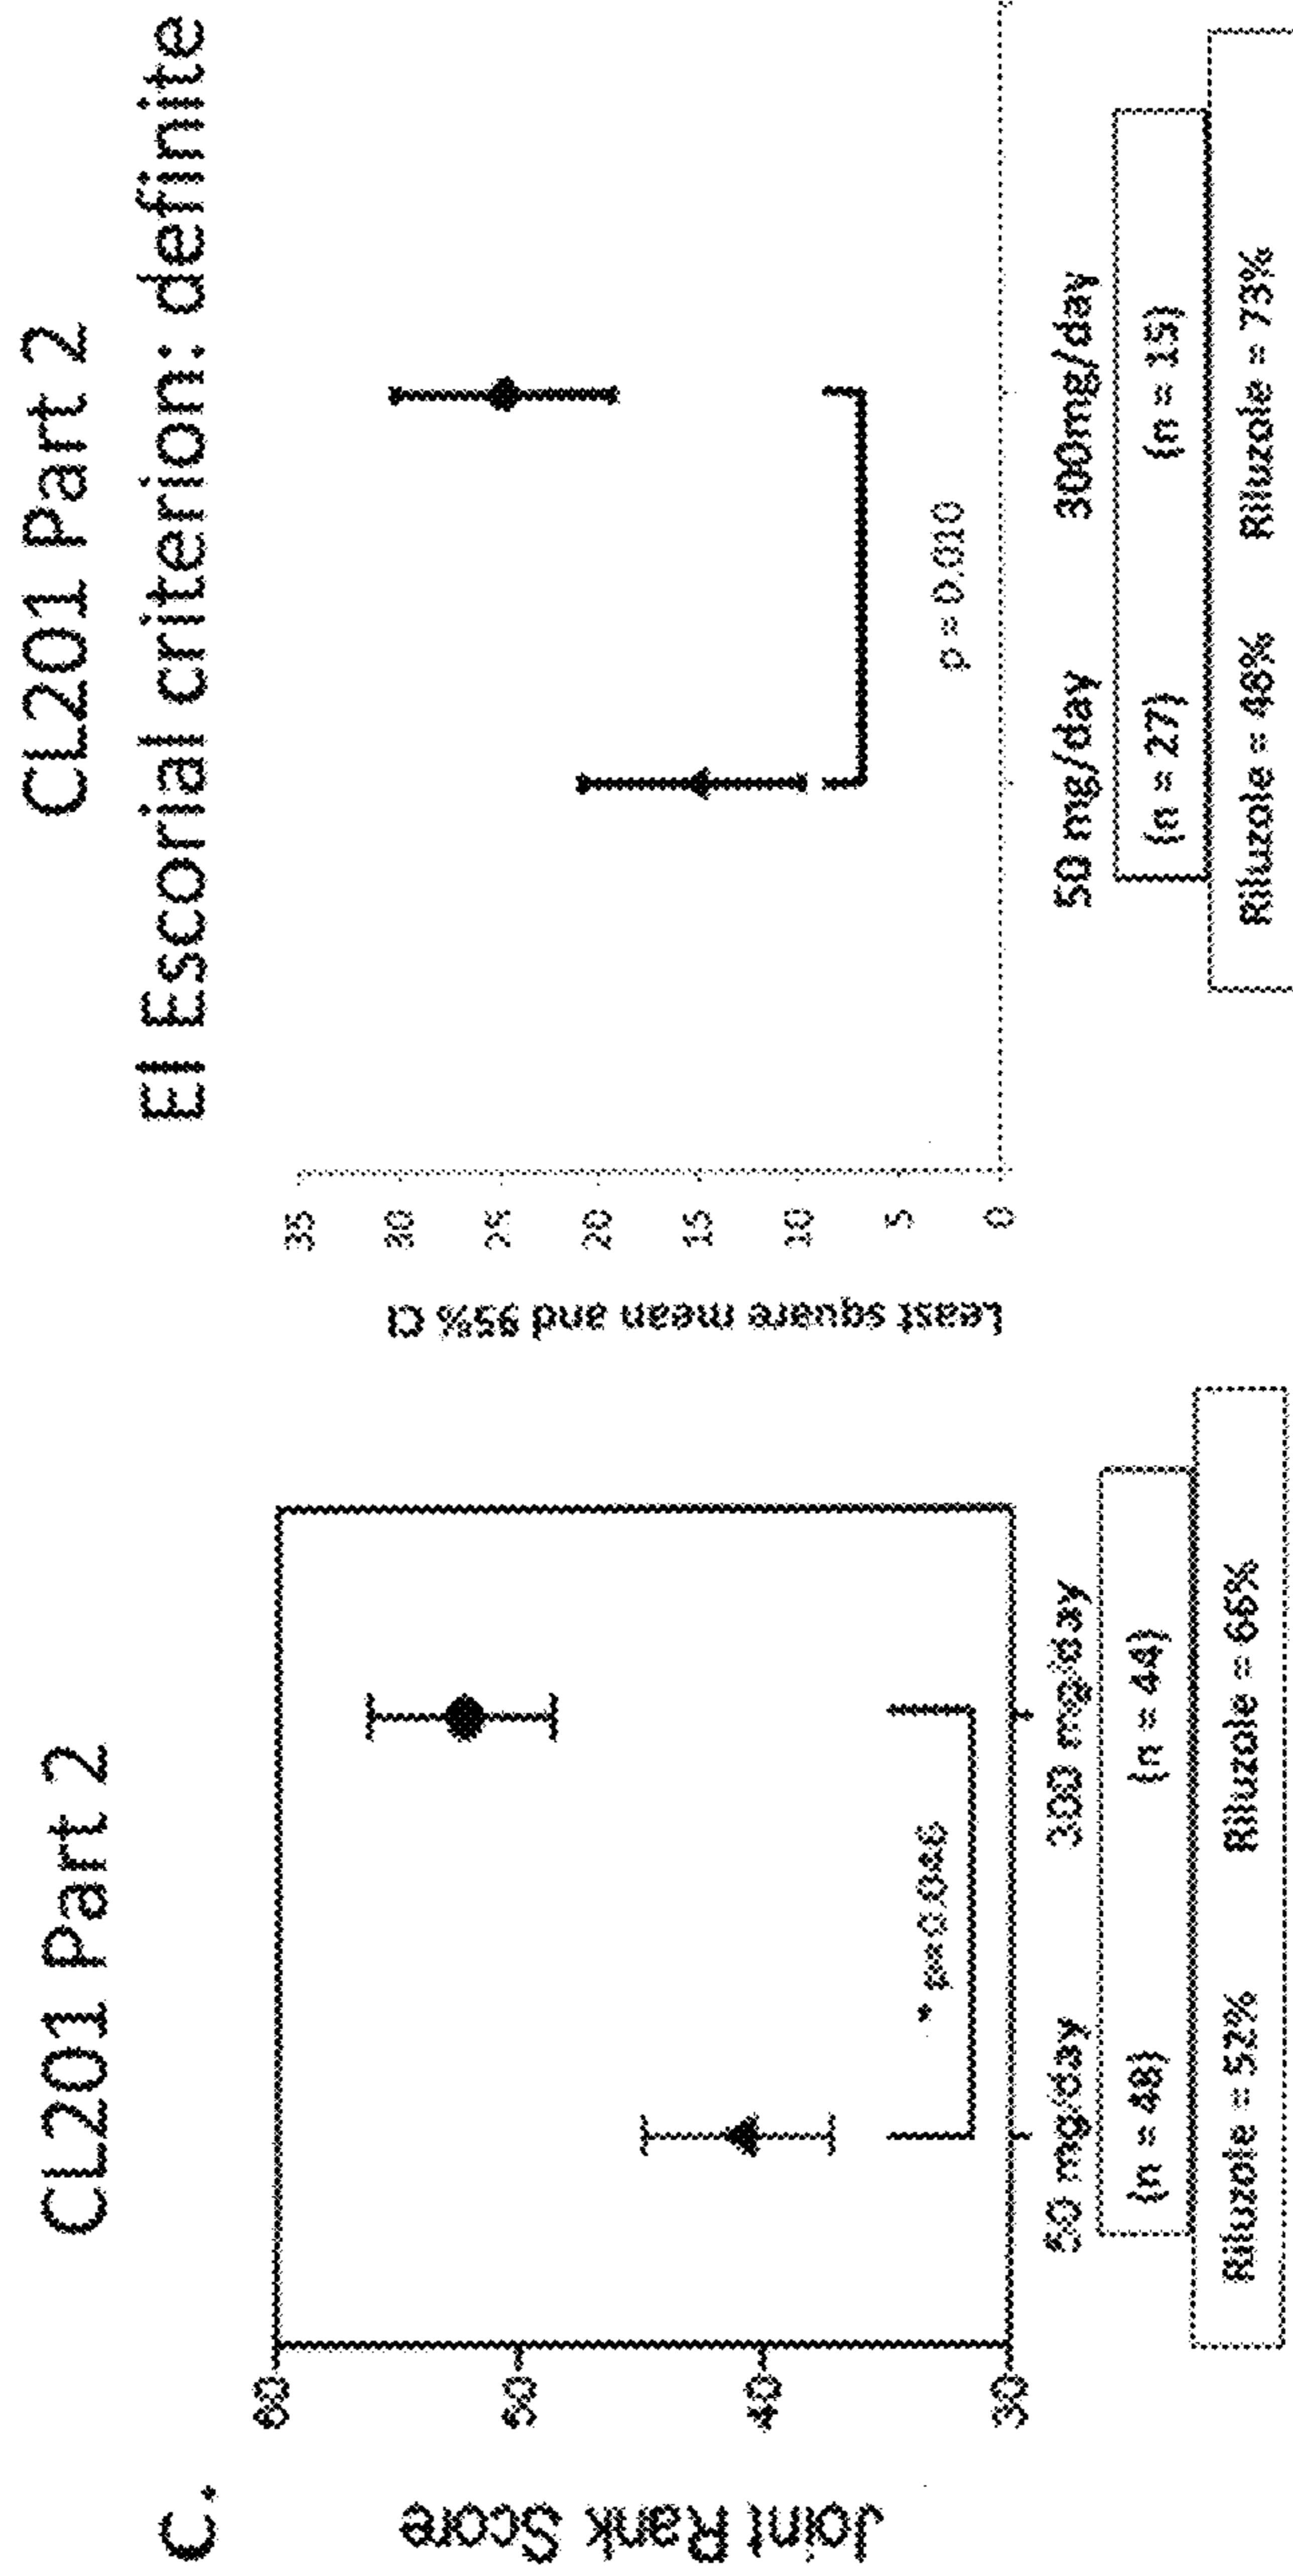 C.
CL201 Part 2
Joint Rank Score
60
50
40
30
* p=0.046
50 mg/day 300 mg/day
(n = 48) (n = 44)
Riluzole = 52% Riluzole = 66%
CL201 Part 2
El Escorial criterion: definite
Least square mean and 95% CI
35
30
25
20
15
10
5
0
p = 0.010
50 mg/day 300mg/day
(n = 27) (n = 15)
Riluzole = 48% Riluzole = 73%